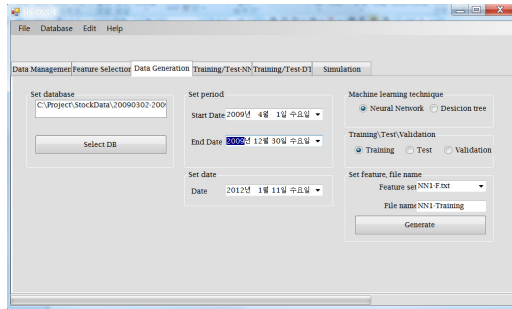 File Database Edit Help
Data Managemer Feature Selection Data Generation Training/Test-NN Training/Test-DT Simulation
Set database
C:\Project\StockData\20090302-2009
Select DB
Set period
Start Date 2009년 4월 1일 수요일
End Date 2009년 12월 30일 수요일
Set date
Date 2012년 1월 11일 수요일
Machine learning technique
Neural Network Desicion tree
Training\Test\Validation
Training Test Validation
Set feature, file name
Feature set NN1-F.txt
File name NN1-Training
Generate